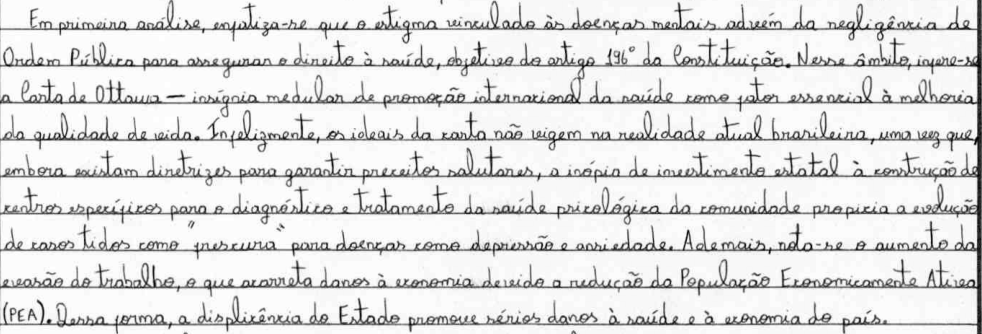 Em primeira análise, enfatiza-se que o estigma vinculado às doenças mentais advém da negligência de
Ordem Pública para assegurar o direito à saúde, objetivo do artigo 196° da Constituição. Nesse âmbito, infere-se
a Carta de Ottawa — insígnia medular de promoção internacional da saúde como fator essencial à melhoria
da qualidade de vida. Infelizmente, os ideais da carta não vigem na realidade atual brasileira, uma vez que,
embora existam diretrizes para garantir preceitos salutares, a inópia de investimento estatal à construção de
centros específicos para o diagnóstico e tratamento da saúde psicológica da comunidade propicia a evolução
de casos tidos como "frescura" para doenças como depressão e ansiedade. Ademais, nota-se o aumento da
evasão do trabalho, o que acarreta danos à economia devido a redução da População Economicamente Ativa
(PEA). Dessa forma, a displixência do Estado promove sérios danos à saúde e à economia do país.